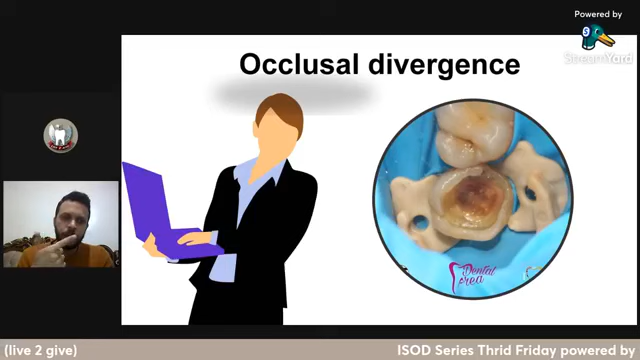 Powered by
StreamYard
Occlusal divergence
Dental
area
(live 2 give)
ISOD Series Thrid Friday powered by